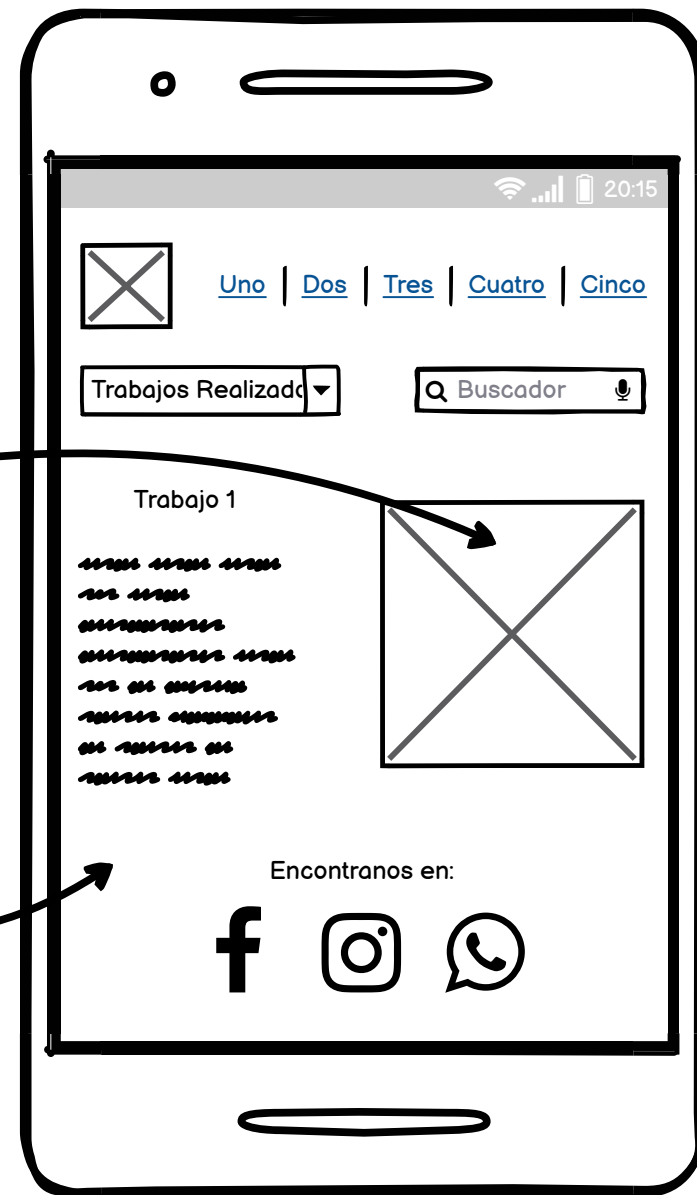 20:15
Uno | Dos | Tres | Cuatro | Cinco
Trabajos Realizado
Buscador
Trabajo 1
Encontranos en: